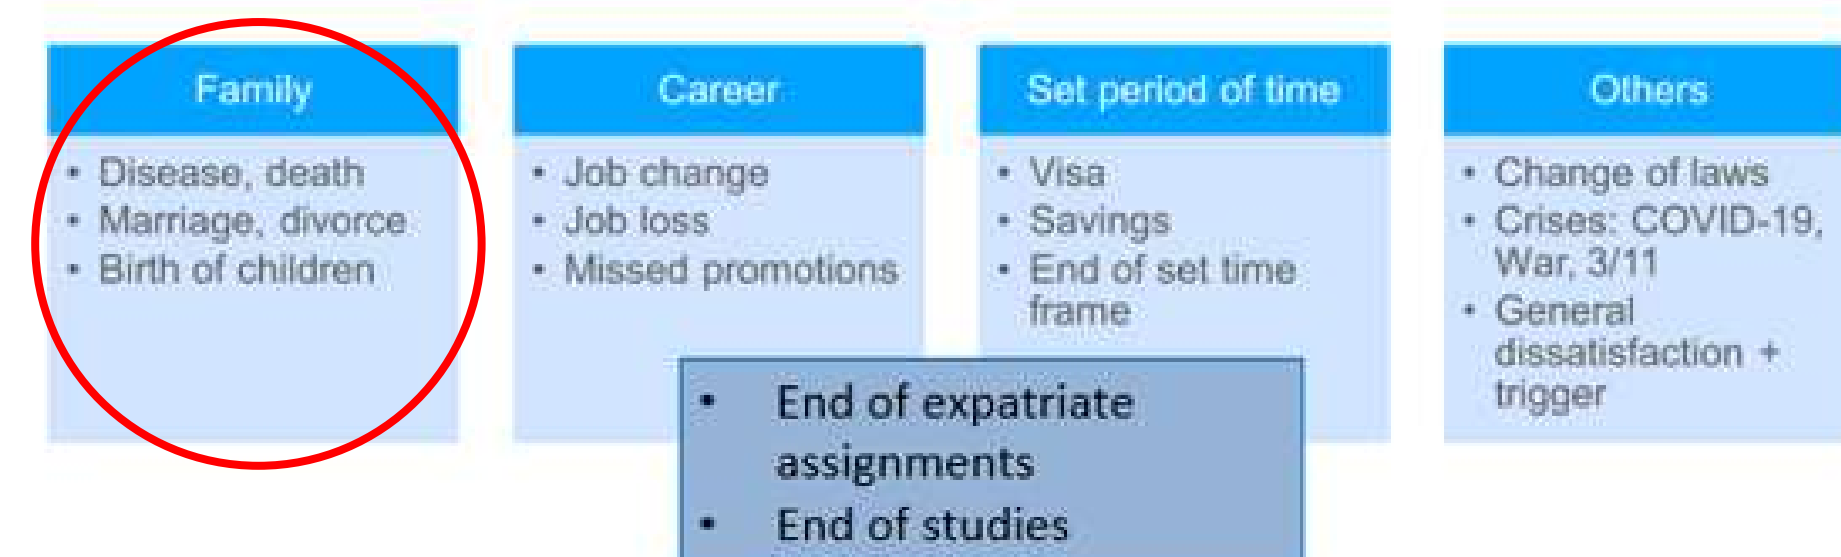 Family
• Disease, death
• Marriage, divorce
• Birth of children
Career
• Job change
• Job loss
• Missed promotions
Set period of time
• Visa
• Savings
• End of set time
frame
Others
• Change of laws
• Crises: COVID-19,
War, 3/11
• General
dissatisfaction +
trigger
• End of expatriate
assignments
• End of studies